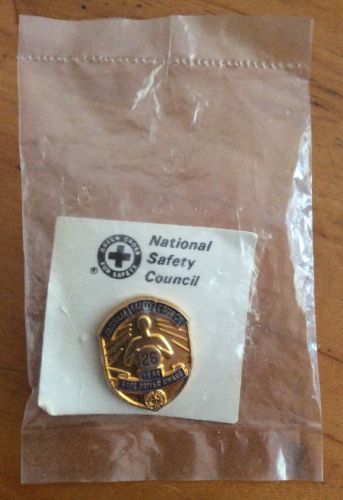 GREEN CROSS
FOR SAFETY
®
National
Safety
Council
NATIONAL SAFETY COUNCIL
26
YEAR
SAFE DRIVER AWARD